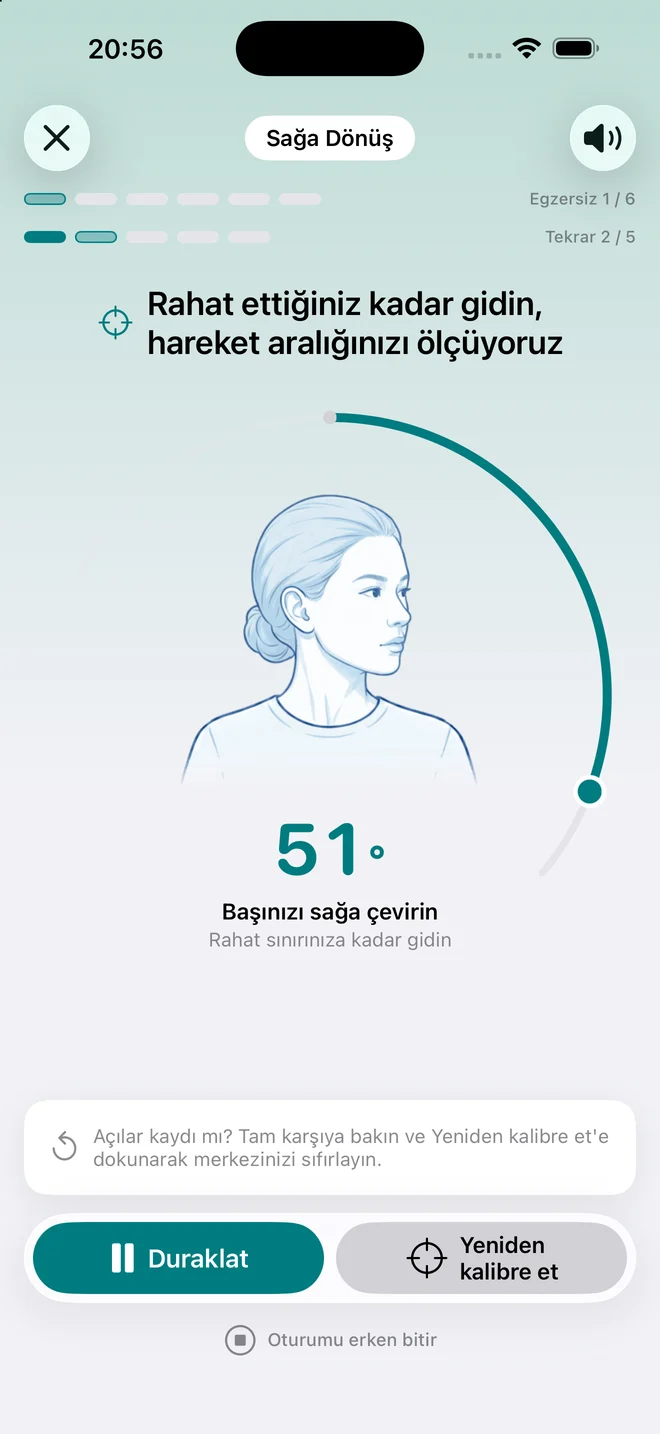 20:56
Sağa Dönüş
Egzersiz 1 / 6
Tekrar 2 / 5
Rahat ettiğiniz kadar gidin,
hareket aralığınızı ölçüyoruz
51°
Başınızı sağa çevirin
Rahat sınırınıza kadar gidin
Açılar kaydı mı? Tam karşıya bakın ve Yeniden kalibre et'e
dokunarak merkezinizi sıfırlayın.
Duraklat
Yeniden
kalibre et
Oturumu erken bitir